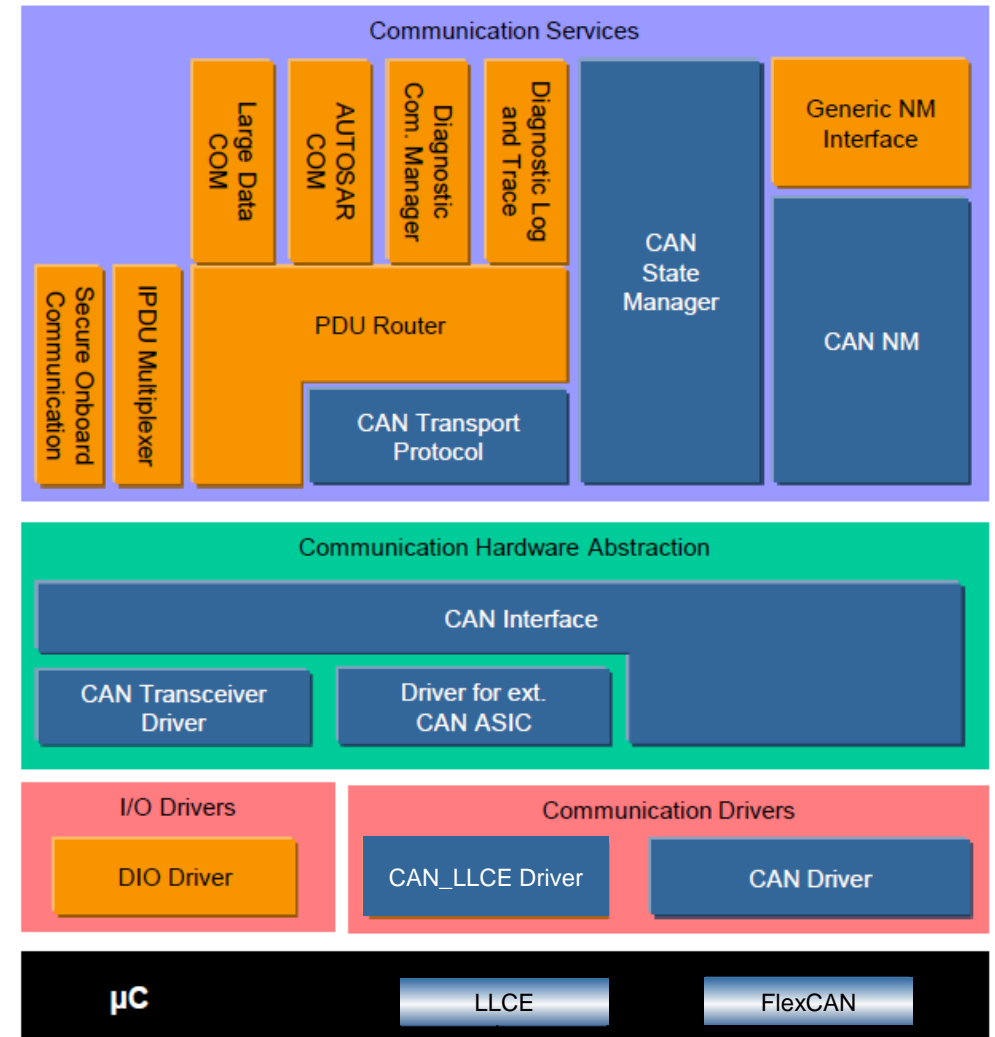 Communication Services
Large Data
COM
AUTOSAR
COM
Diagnostic
Com. Manager
Diagnostic Log
and Trace
CAN
State
Manager
Generic NM
Interface
CAN NM
Secure Onboard
Communication
IPDU Multiplexer
PDU Router
CAN Transport
Protocol
Communication Hardware Abstraction
CAN Interface
CAN Transceiver
Driver
Driver for ext.
CAN ASIC
I/O Drivers
DIO Driver
Communication Drivers
CAN_LLCE Driver
CAN Driver
µC
LLCE
FlexCAN